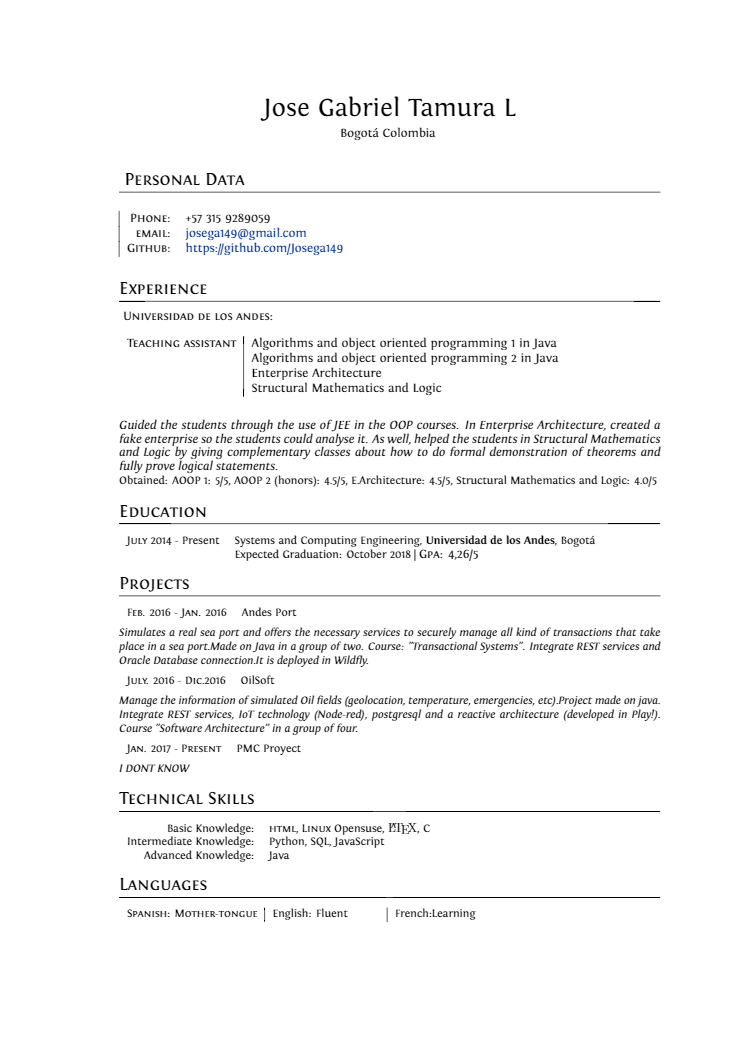 Jose Gabriel Tamura L
Bogotá Colombia
Personal Data
Phone: +57 315 9289059
email: josega149@gmail.com
Github: https://github.com/Josega149
Experience
Universidad de los Andes:
Teaching assistant Algorithms and object oriented programming 1 in Java
Algorithms and object oriented programming 2 in Java
Enterprise Architecture
Structural Mathematics and Logic
Guided the students through the use of JEE in the OOP courses. In Enterprise Architecture, created a
fake enterprise so the students could analyse it. As well, helped the students in Structural Mathematics
and Logic by giving complementary classes about how to do formal demonstration of theorems and
fully prove logical statements.
Obtained: AOOP 1: 5/5, AOOP 2 (honors): 4.5/5, E.Architecture: 4.5/5, Structural Mathematics and Logic: 4.0/5
Education
July 2014 - Present Systems and Computing Engineering, Universidad de los Andes, Bogotá
Expected Graduation: October 2018 | Gpa: 4,26/5
Projects
Feb. 2016 - Jan. 2016 Andes Port
Simulates a real sea port and offers the necessary services to securely manage all kind of transactions that take
place in a sea port.Made on Java in a group of two. Course: "Transactional Systems". Integrate REST services and
Oracle Database connection.It is deployed in Wildfly.
July. 2016 - Dic.2016 OilSoft
Manage the information of simulated Oil fields (geolocation, temperature, emergencies, etc).Project made on java.
Integrate REST services, IoT technology (Node-red), postgresql and a reactive architecture (developed in Play!).
Course "Software Architecture" in a group of four.
Jan. 2017 - Present PMC Proyect
I DONT KNOW
Technical Skills
Basic Knowledge: html, Linux Opensuse, LATEX, C
Intermediate Knowledge: Python, SQL, JavaScript
Advanced Knowledge: Java
Languages
Spanish: Mother-tongue | English: Fluent | French:Learning